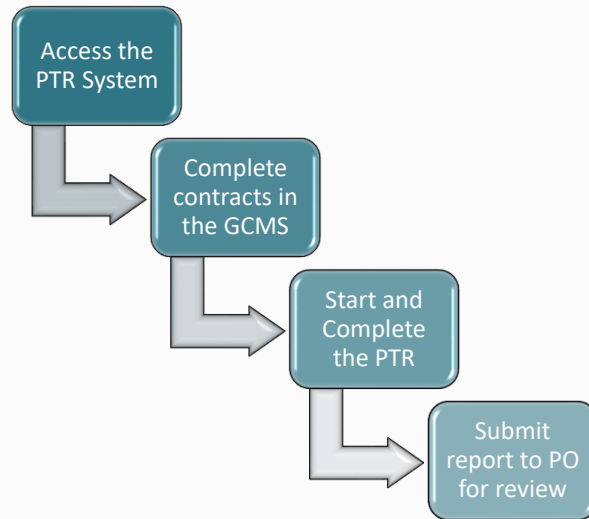 Access the
PTR System
Complete
contracts in
the GCMS
Start and
Complete
the PTR
Submit
report to PO
for review